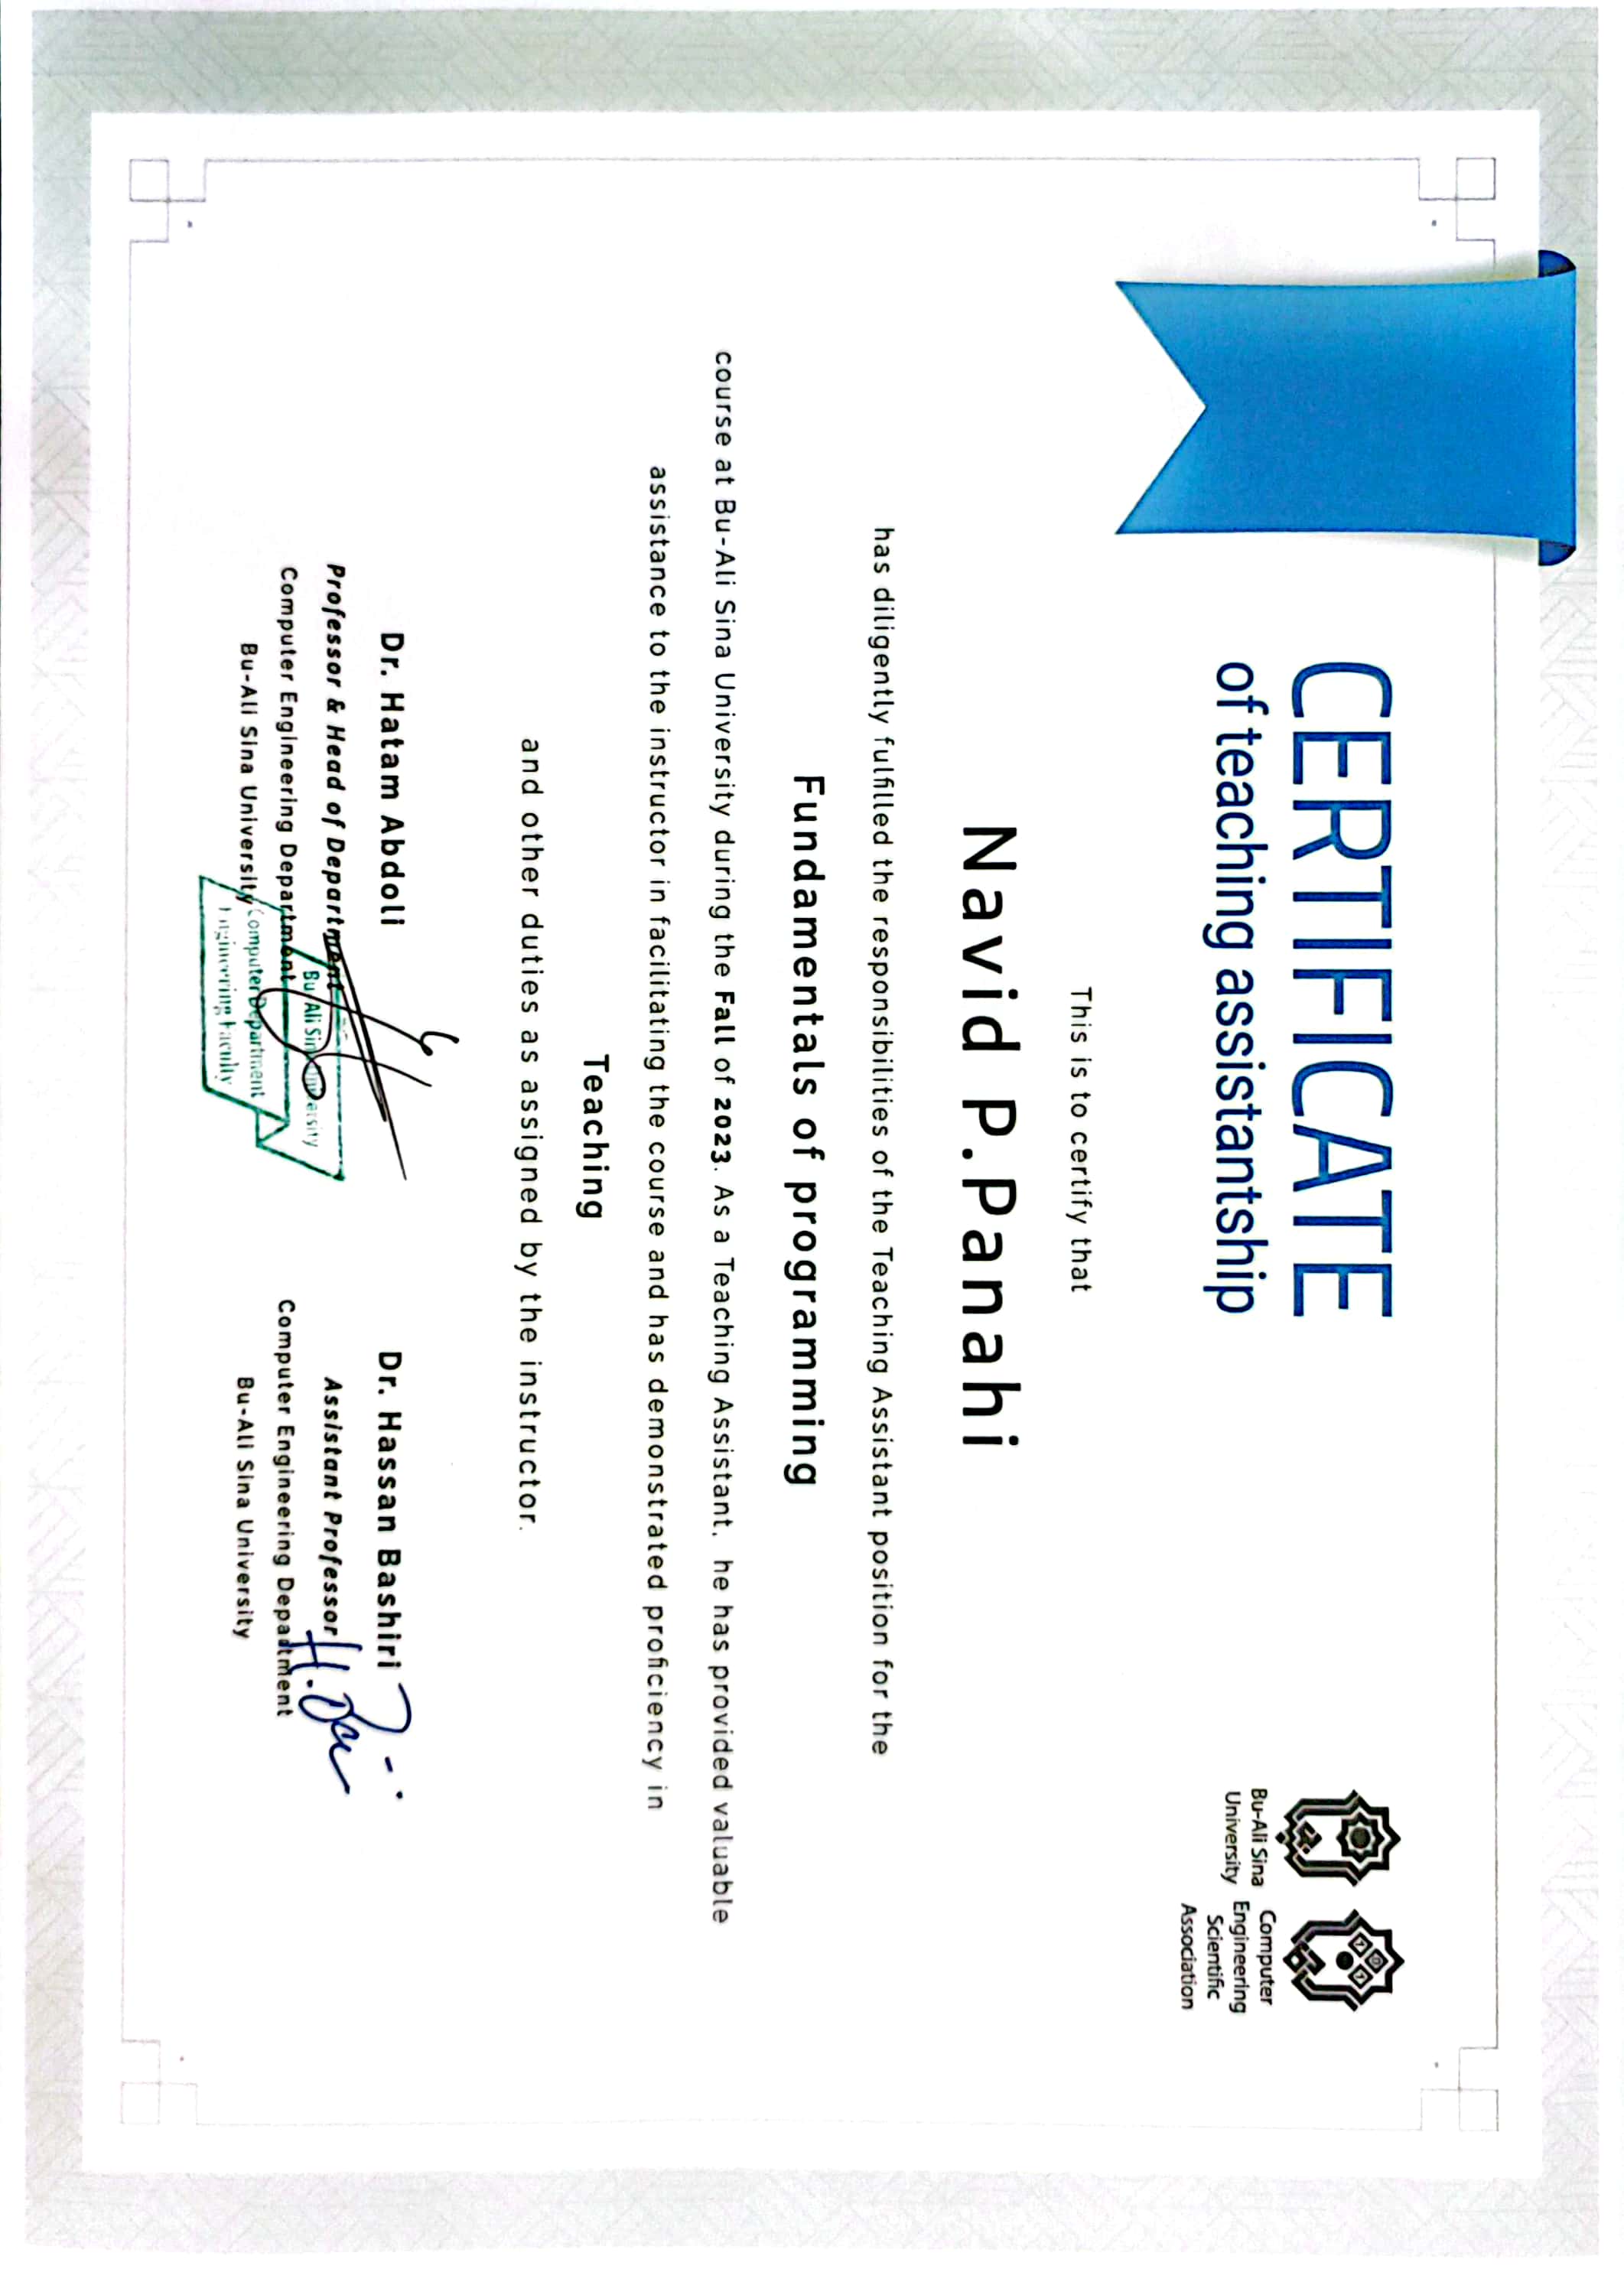 CERTIFICATE
of teaching assistantship
Bu-Ali Sina
University
Computer
Engineering
Scientific
Association
This is to certify that
Navid P.Panahi
has diligently fulfilled the responsibilities of the Teaching Assistant position for the
Fundamentals of programming
course at Bu-Ali Sina University during the Fall of 2023. As a Teaching Assistant, he has provided valuable
assistance to the instructor in facilitating the course and has demonstrated proficiency in
Teaching
and other duties as assigned by the instructor.
Dr. Hatam Abdoli
Professor & Head of Department
Computer Engineering Department
Bu-Ali Sina University
Bu Ali Sina University
Computer Department
Engineering Faculty
Dr. Hassan Bashiri
Assistant Professor
Computer Engineering Department
Bu-Ali Sina University